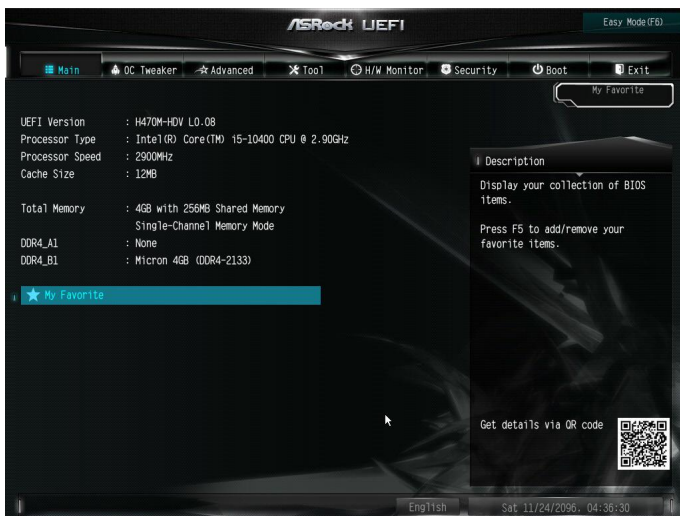 ASRock UEFI
Easy Mode(F6)
Main
OC Tweaker
Advanced
Tool
H/W Monitor
Security
Boot
Exit
My Favorite
UEFI Version : H470M-HDV L0.08
Processor Type : Intel(R) Core(TM) i5-10400 CPU @ 2.90GHz
Processor Speed : 2900MHz
Cache Size : 12MB
Total Memory : 4GB with 256MB Shared Memory
Single-Channel Memory Mode
DDR4_A1 : None
DDR4_B1 : Micron 4GB (DDR4-2133)
My Favorite
Description
Display your collection of BIOS
items.
Press F5 to add/remove your
favorite items.
Get details via QR code
English
Sat 11/24/2096. 04:36:30